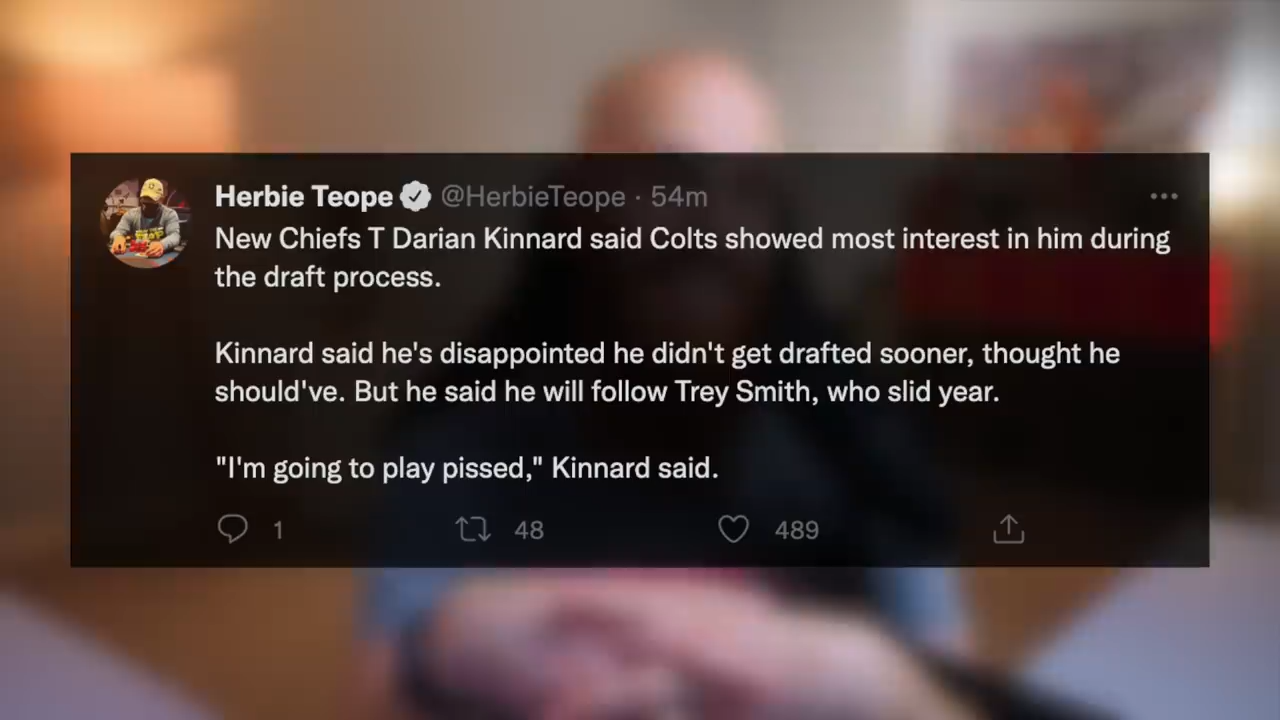 Herbie Teope @HerbieTeope · 54m
New Chiefs T Darian Kinnard said Colts showed most interest in him during
the draft process.
Kinnard said he's disappointed he didn't get drafted sooner, thought he
should've. But he said he will follow Trey Smith, who slid year.
"I'm going to play pissed," Kinnard said.
1 48 489